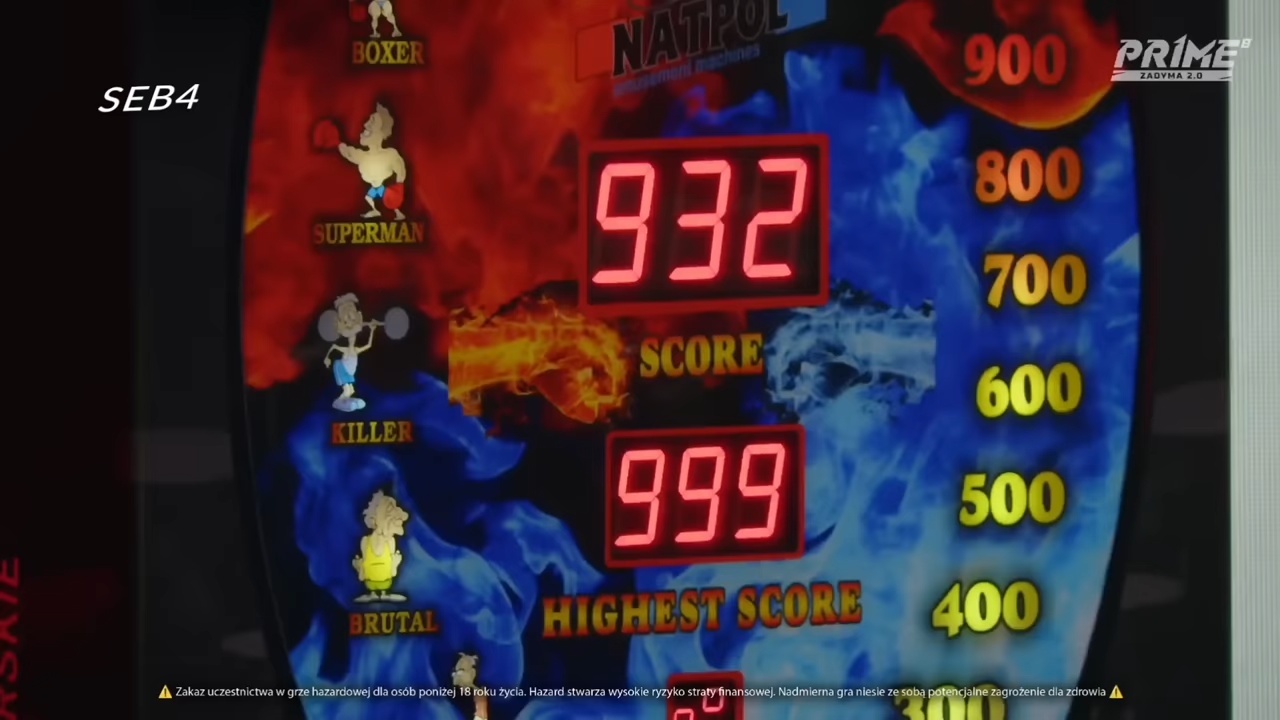 BOXER
NATPOL
amusement machines
900
PR1ME
ZADYMA 2.0
SEB4
932
800
SUPERMAN
700
SCORE
600
KILLER
999
500
HIGHEST SCORE
400
BRUTAL
300
⚠️ Zakaz uczestnictwa w grze hazardowej dla osób poniżej 18 roku życia. Hazard stwarza wysokie ryzyko straty finansowej. Nadmierna gra niesie ze sobą potencjalne zagrożenie dla zdrowia ⚠️